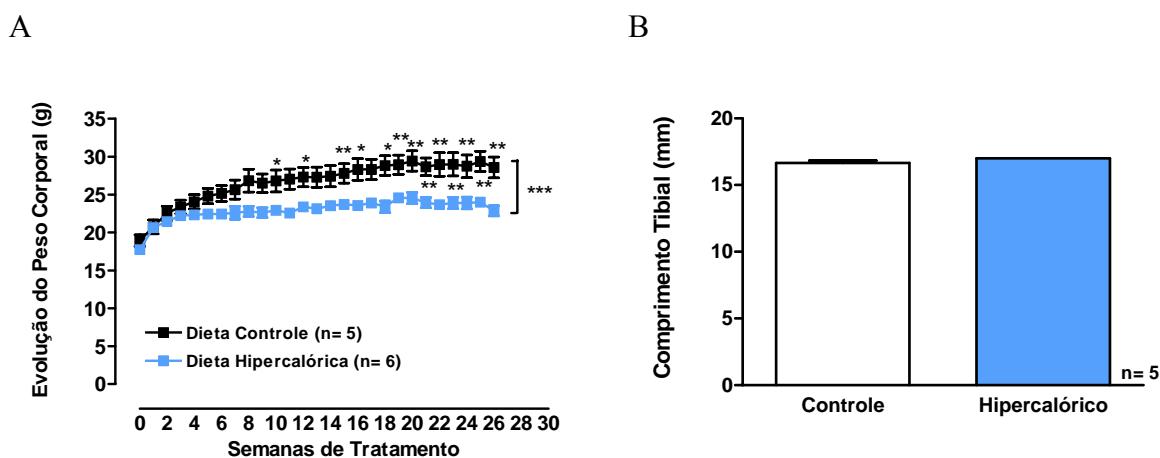 A
B
Evolução do Peso Corporal (g)
35
30
25
20
15
10
5
0
* * ** * * ** ** ** ** **
** ** **
***
Dieta Controle (n= 5)
Dieta Hipercalórica (n= 6)
0 2 4 6 8 10 12 14 16 18 20 22 24 26 28 30
Semanas de Tratamento
Comprimento Tibial (mm)
20
15
10
5
0
n= 5
Controle
Hipercalórico